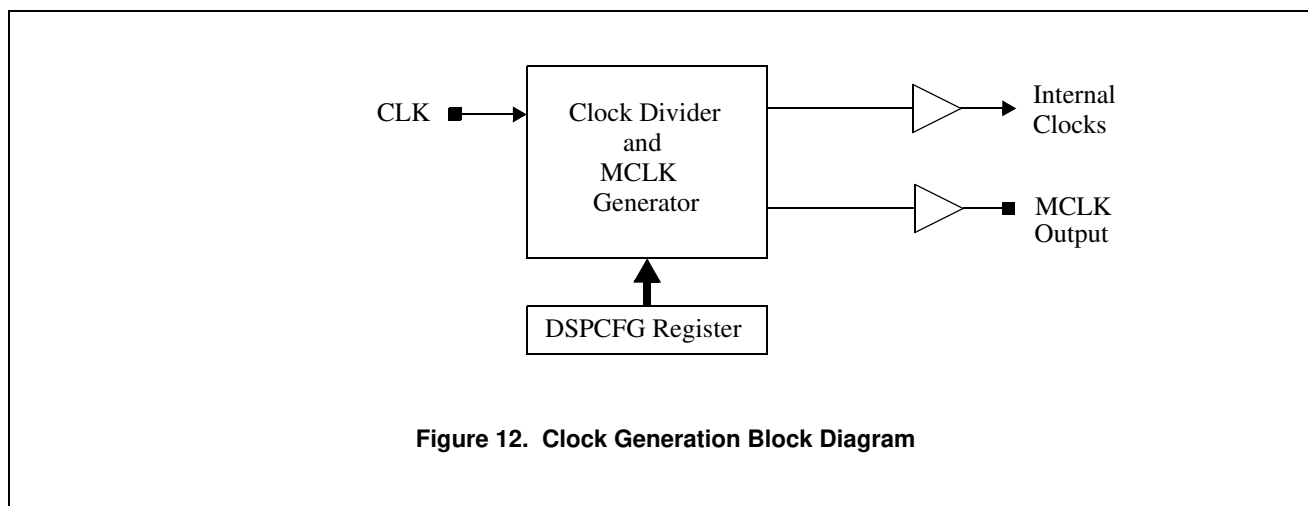 CLK
Clock Divider
and
MCLK
Generator
Internal
Clocks
MCLK
Output
DSPCFG Register
Figure 12. Clock Generation Block Diagram